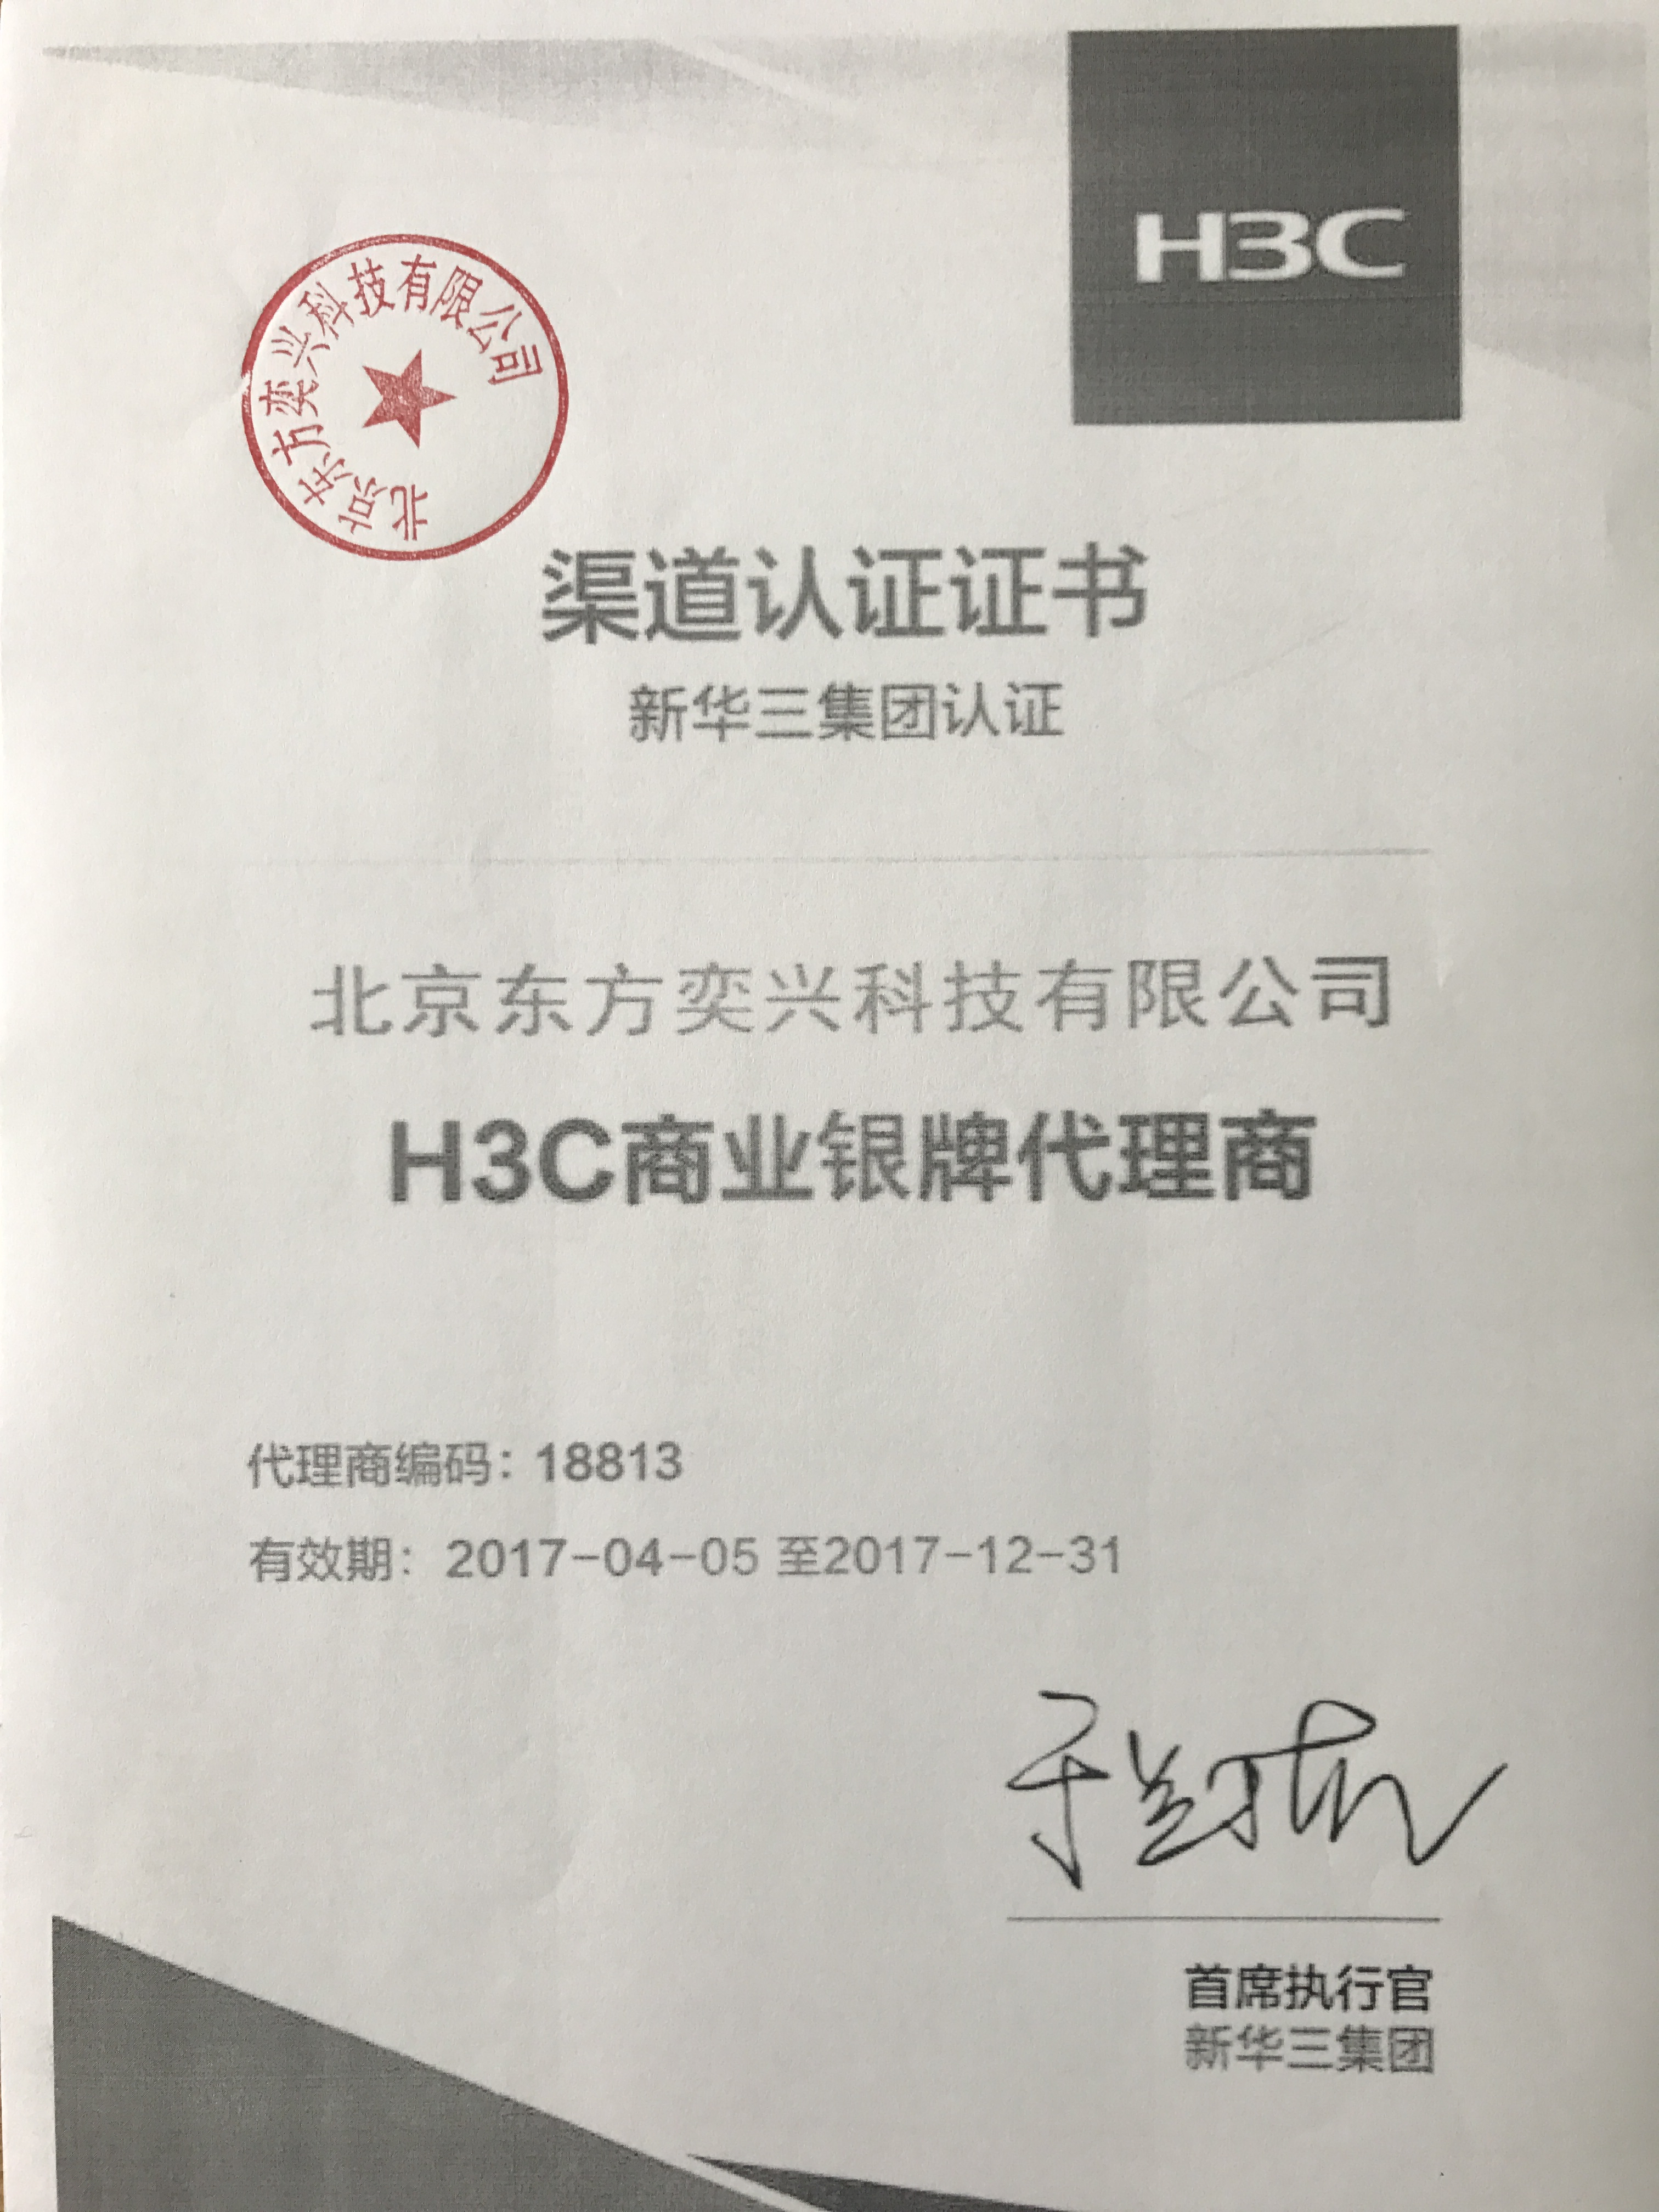 H3C
北京东方奕兴科技有限公司
渠道认证证书
新华三集团认证
北京东方奕兴科技有限公司
H3C商业银牌代理商
代理商编码：18813
有效期：2017-04-05 至2017-12-31
首席执行官
新华三集团